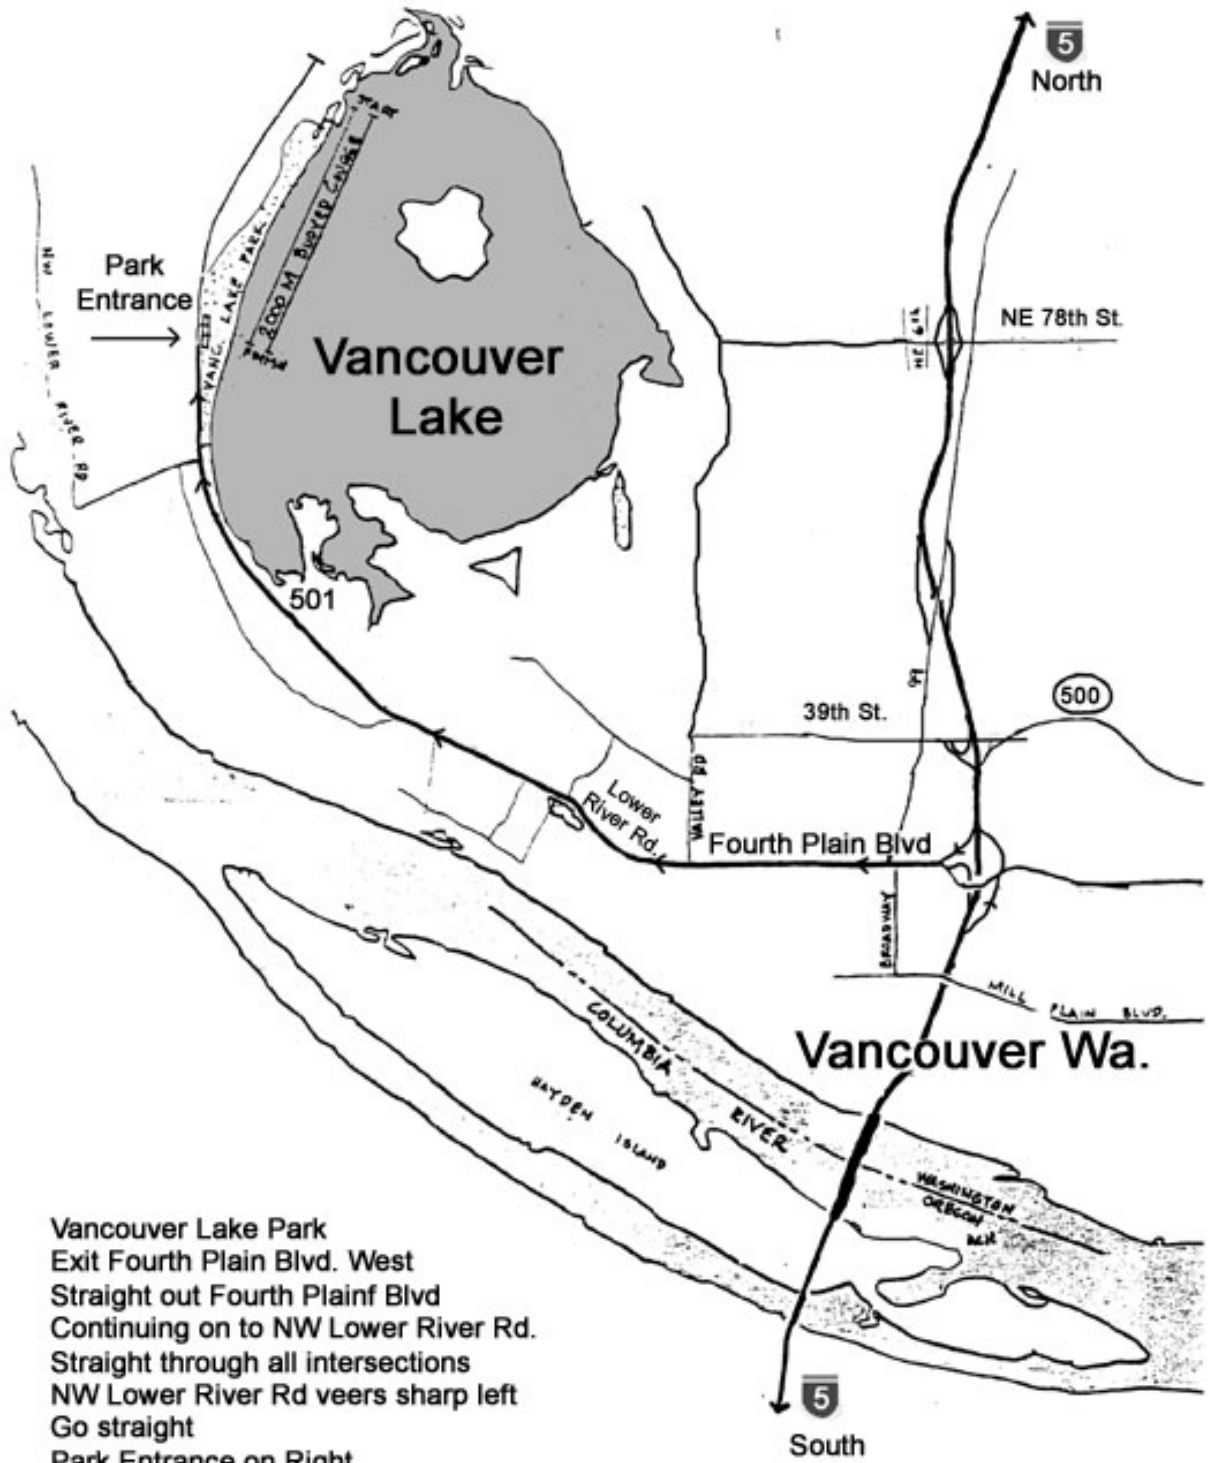 5
North
START
2000 M BUOYED COURSE
FINISH
VANC. LAKE PARK
NW LOWER RIVER RD
Park
Entrance
Vancouver
Lake
NE 6th
NE 78th St.
501
99
500
39th St.
VALLEY RD
Lower
River Rd.
Fourth Plain Blvd
BROADWAY
MILL PLAIN BLVD.
Vancouver Wa.
COLUMBIA RIVER
HAYDEN ISLAND
WASHINGTON
OREGON
5
South
Vancouver Lake Park
Exit Fourth Plain Blvd. West
Straight out Fourth Plainf Blvd
Continuing on to NW Lower River Rd.
Straight through all intersections
NW Lower River Rd veers sharp left
Go straight
Park Entrance on Right